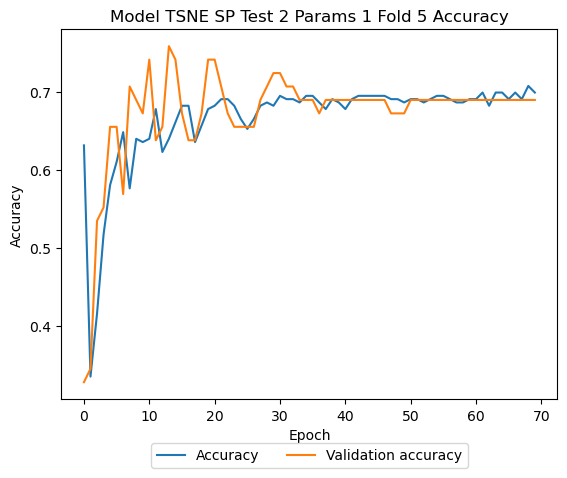 Model TSNE SP Test 2 Params 1 Fold 5 Accuracy
Accuracy
0.7
0.6
0.5
0.4
0 10 20 30 40 50 60 70
Epoch
Accuracy Validation accuracy